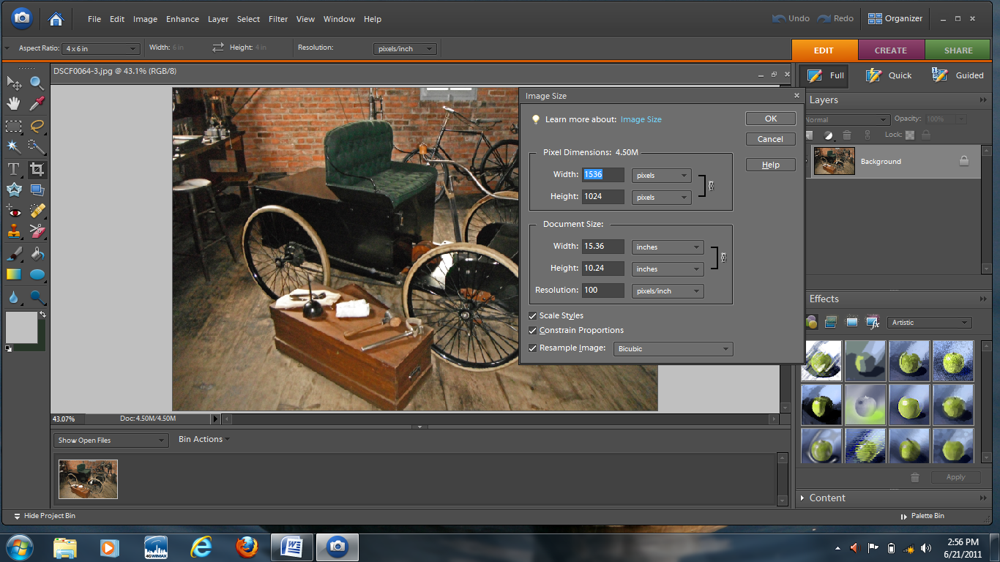 File Edit Image Enhance Layer Select Filter View Window Help
Undo Redo Organizer
Aspect Ratio: 4 x 6 in Width: 6 in Height: 4 in Resolution: pixels/inch
EDIT CREATE SHARE
DSCF0064-3.jpg @ 43.1% (RGB/8)
Full Quick Guided
Image Size
Learn more about: Image Size
OK
Cancel
Help
Pixel Dimensions: 4.50M
Width: 1536 pixels
Height: 1024 pixels
Document Size:
Width: 15.36 inches
Height: 10.24 inches
Resolution: 100 pixels/inch
Scale Styles
Constrain Proportions
Resample Image: Bicubic
Layers
Normal Opacity: 100%
Lock:
Background
Effects
Artistic
Apply
Content
43.07% Doc: 4.50M/4.50M
Show Open Files Bin Actions
Hide Project Bin
Palette Bin
4GWIMAX
2:56 PM
6/21/2011